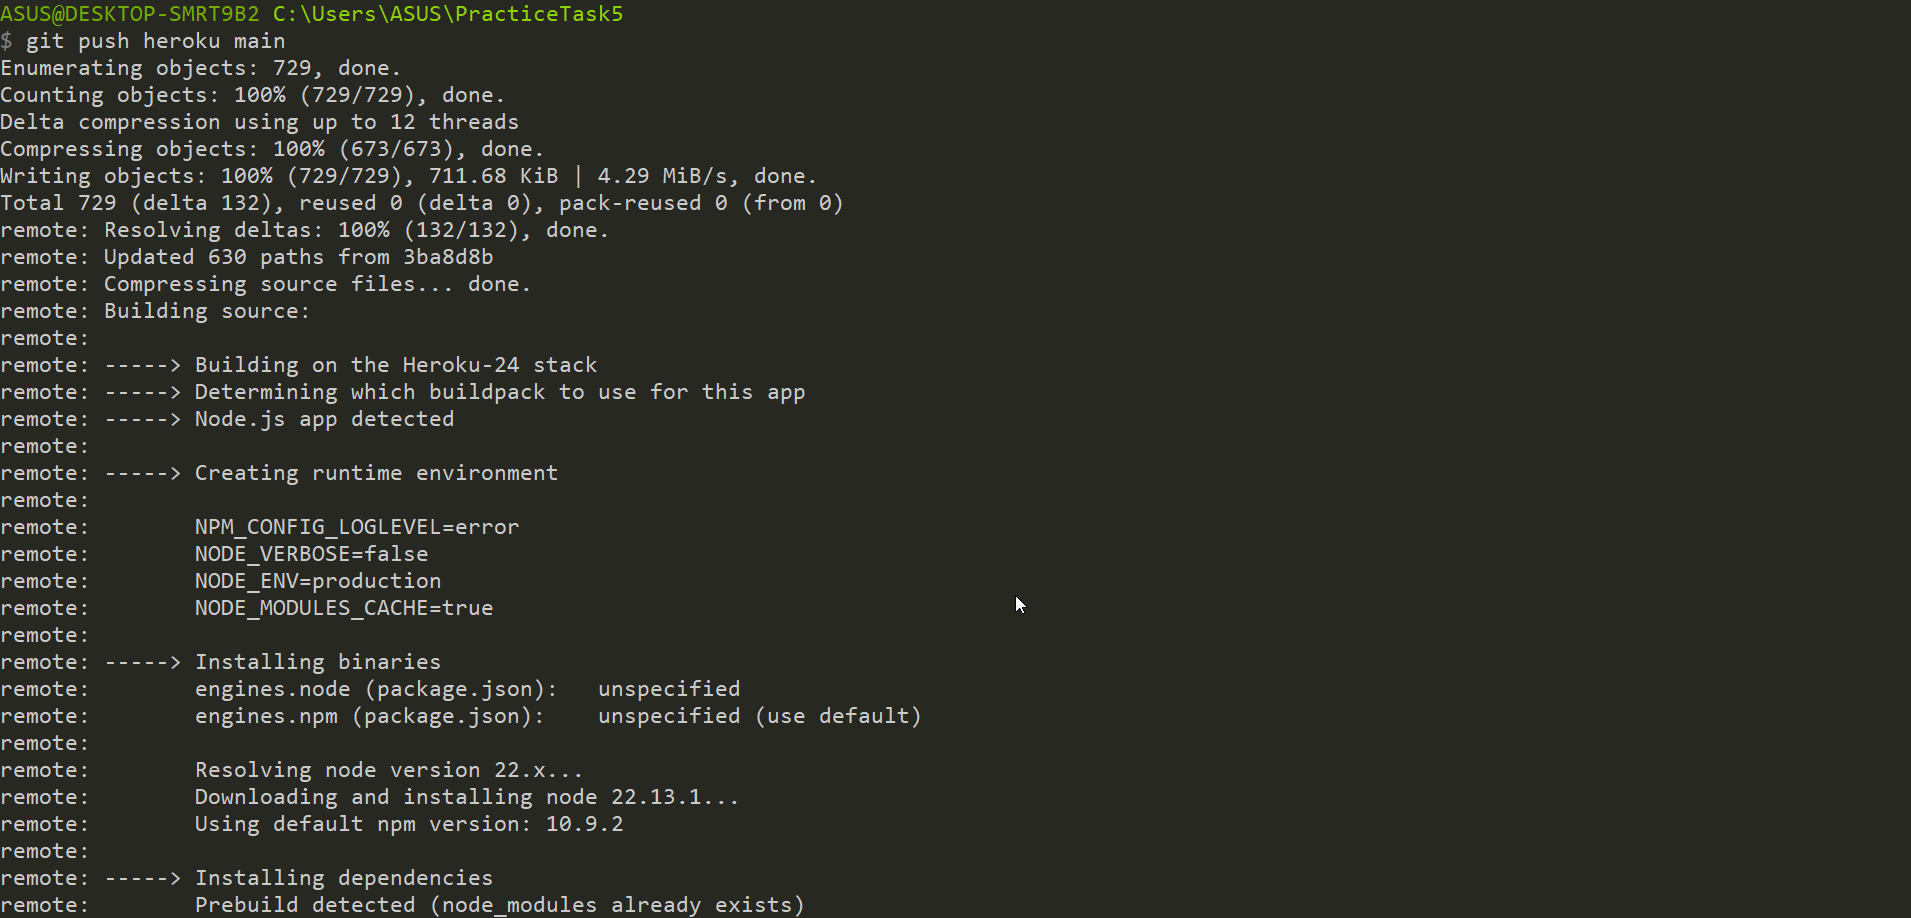 ASUS@DESKTOP-SMRT9B2 C:\Users\ASUS\PracticeTask5
$ git push heroku main
Enumerating objects: 729, done.
Counting objects: 100% (729/729), done.
Delta compression using up to 12 threads
Compressing objects: 100% (673/673), done.
Writing objects: 100% (729/729), 711.68 KiB | 4.29 MiB/s, done.
Total 729 (delta 132), reused 0 (delta 0), pack-reused 0 (from 0)
remote: Resolving deltas: 100% (132/132), done.
remote: Updated 630 paths from 3ba8d8b
remote: Compressing source files... done.
remote: Building source:
remote:
remote: -----> Building on the Heroku-24 stack
remote: -----> Determining which buildpack to use for this app
remote: -----> Node.js app detected
remote:
remote: -----> Creating runtime environment
remote:
remote:        NPM_CONFIG_LOGLEVEL=error
remote:        NODE_VERBOSE=false
remote:        NODE_ENV=production
remote:        NODE_MODULES_CACHE=true
remote:
remote: -----> Installing binaries
remote:        engines.node (package.json):   unspecified
remote:        engines.npm (package.json):    unspecified (use default)
remote:
remote:        Resolving node version 22.x...
remote:        Downloading and installing node 22.13.1...
remote:        Using default npm version: 10.9.2
remote:
remote: -----> Installing dependencies
remote:        Prebuild detected (node_modules already exists)